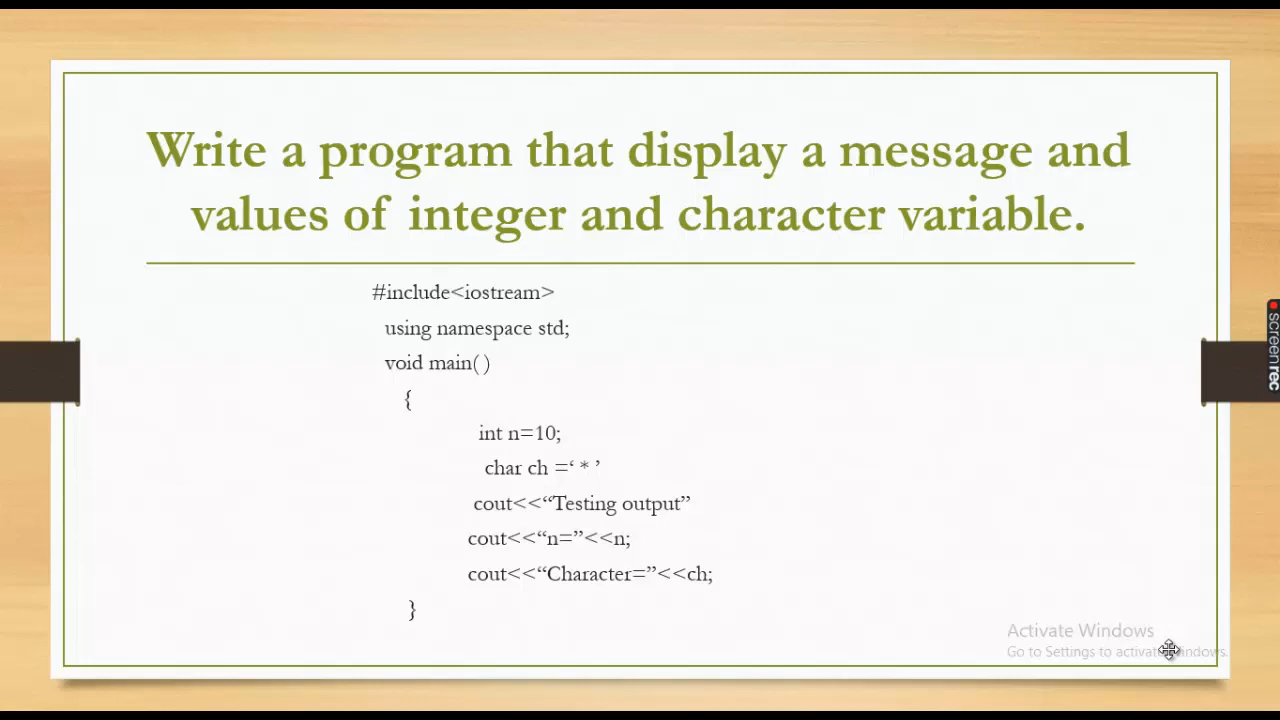 Write a program that display a message and
values of integer and character variable.
#include<iostream>
using namespace std;
void main( )
{
int n=10;
char ch =‘ * ’
cout<<“Testing output”
cout<<“n=”<<n;
cout<<“Character=”<<ch;
}
Activate Windows
Go to Settings to activate Windows.
screenrec